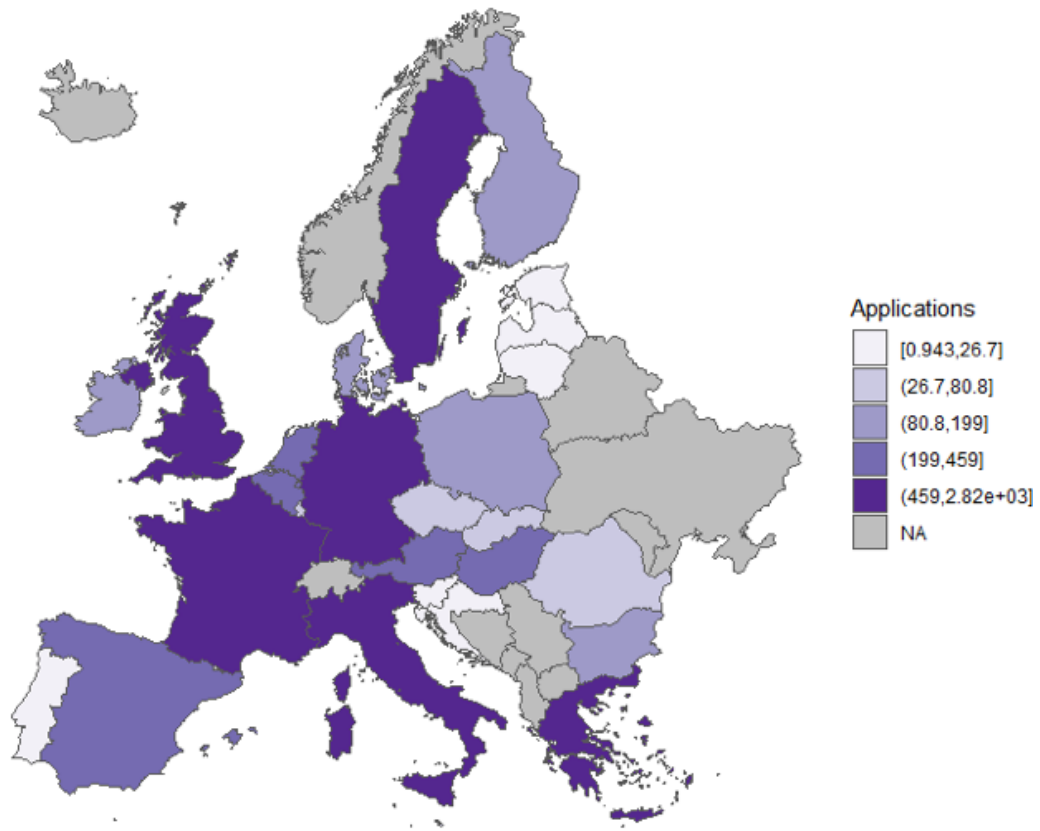 Applications
[0.943,26.7]
(26.7,80.8]
(80.8,199]
(199,459]
(459,2.82e+03]
NA